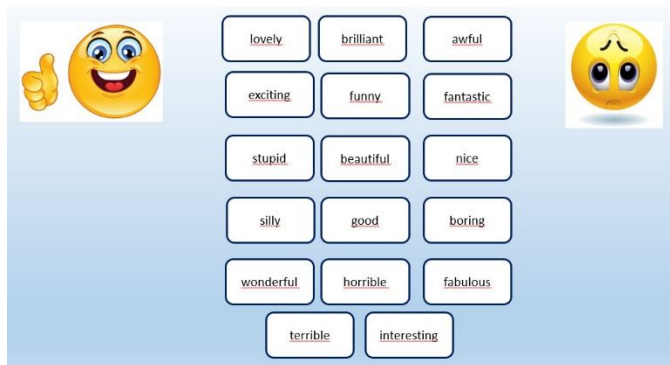 lovely brilliant awful
exciting funny fantastic
stupid beautiful nice
silly good boring
wonderful horrible fabulous
terrible interesting